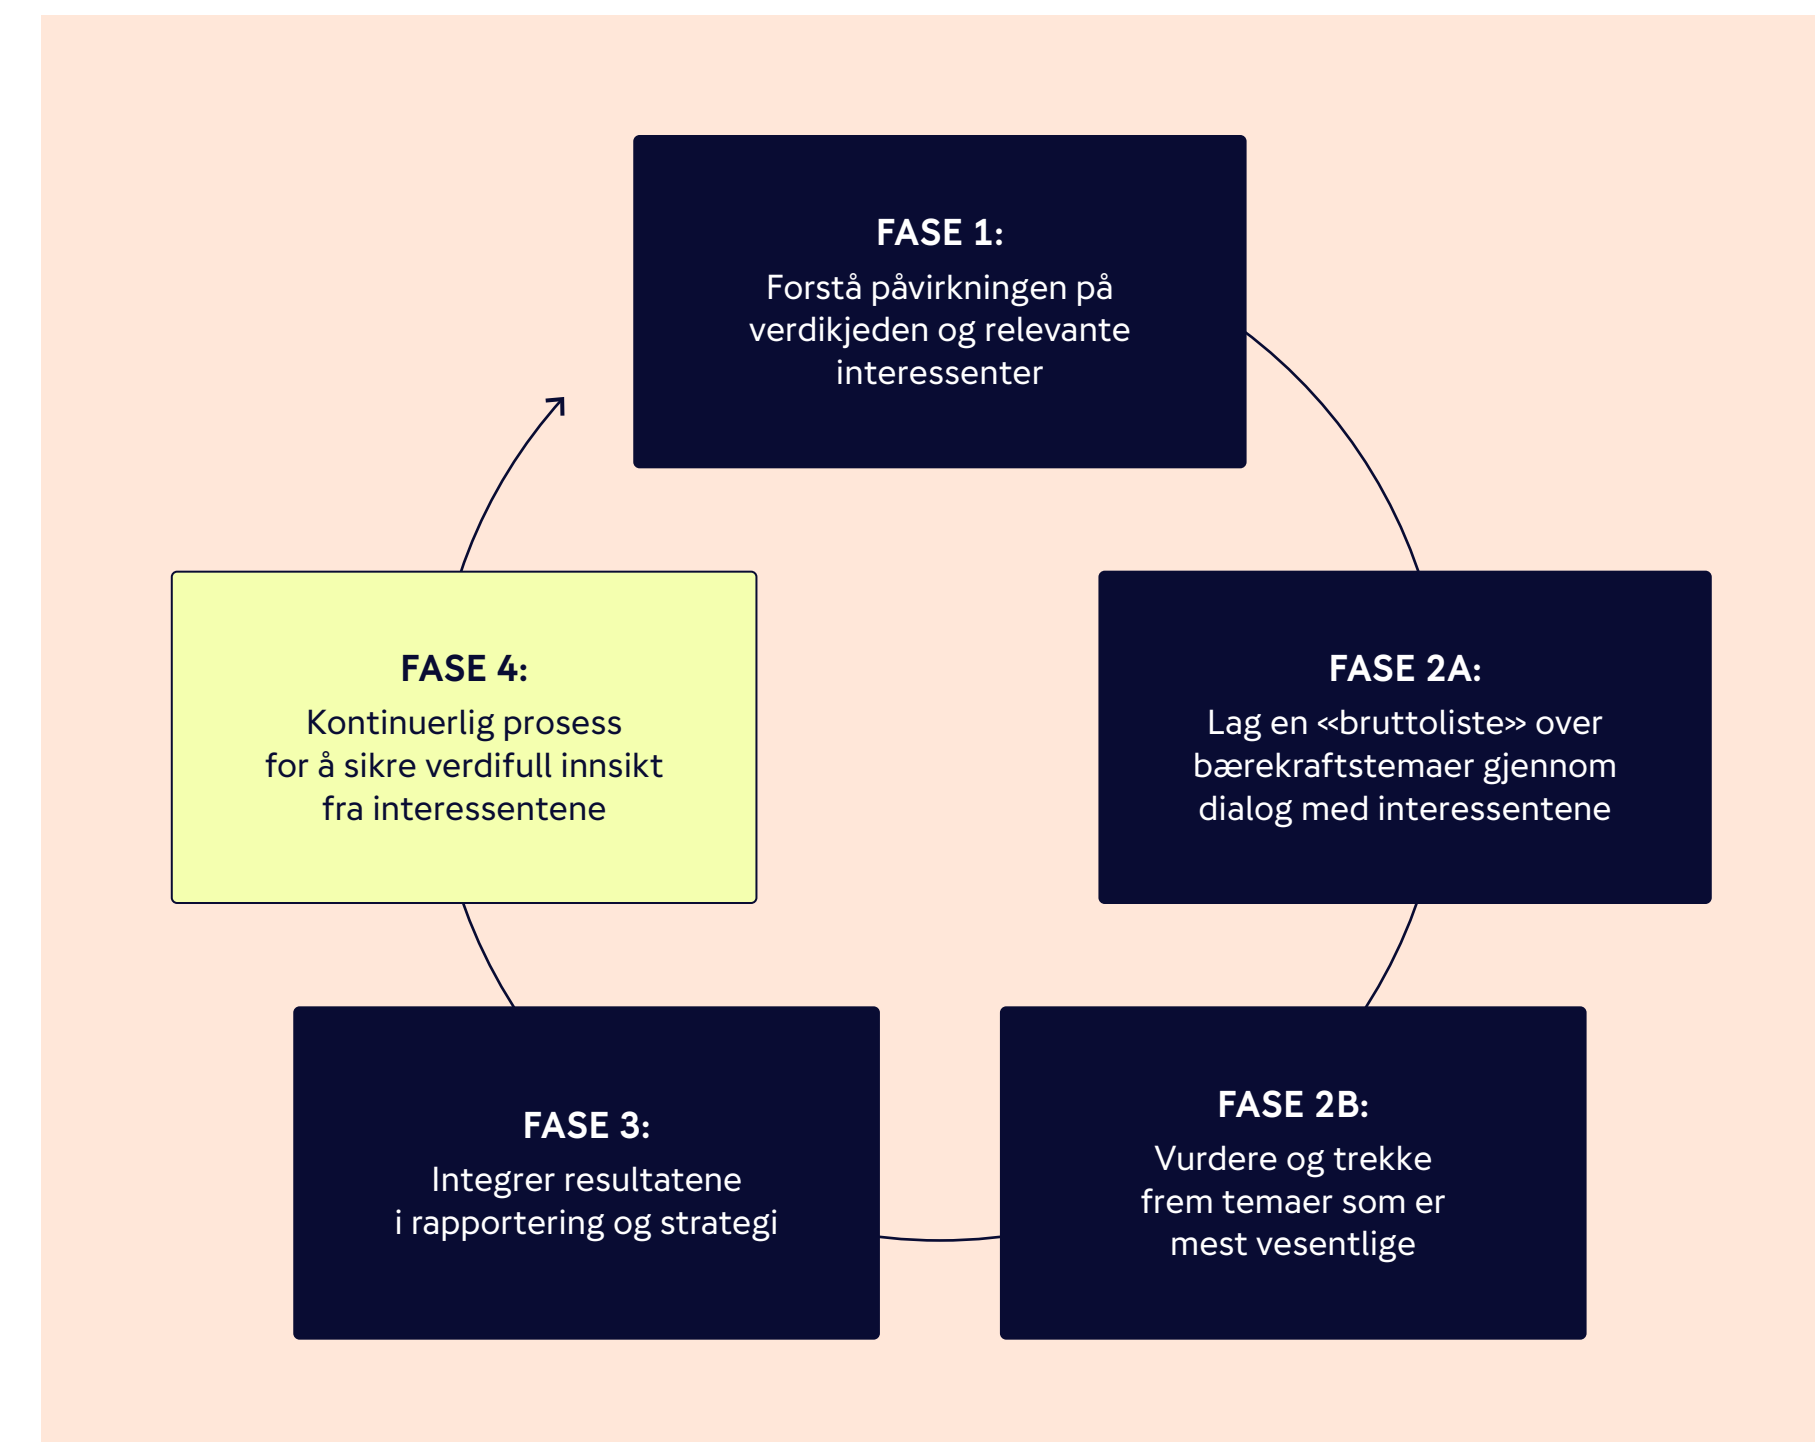 FASE 1:
Forstå påvirkningen på
verdikjeden og relevante
interessenter
FASE 2A:
Lag en «bruttoliste» over
bærekraftstemaer gjennom
dialog med interessentene
FASE 2B:
Vurdere og trekke
frem temaer som er
mest vesentlige
FASE 3:
Integrer resultatene
i rapportering og strategi
FASE 4:
Kontinuerlig prosess
for å sikre verdifull innsikt
fra interessentene